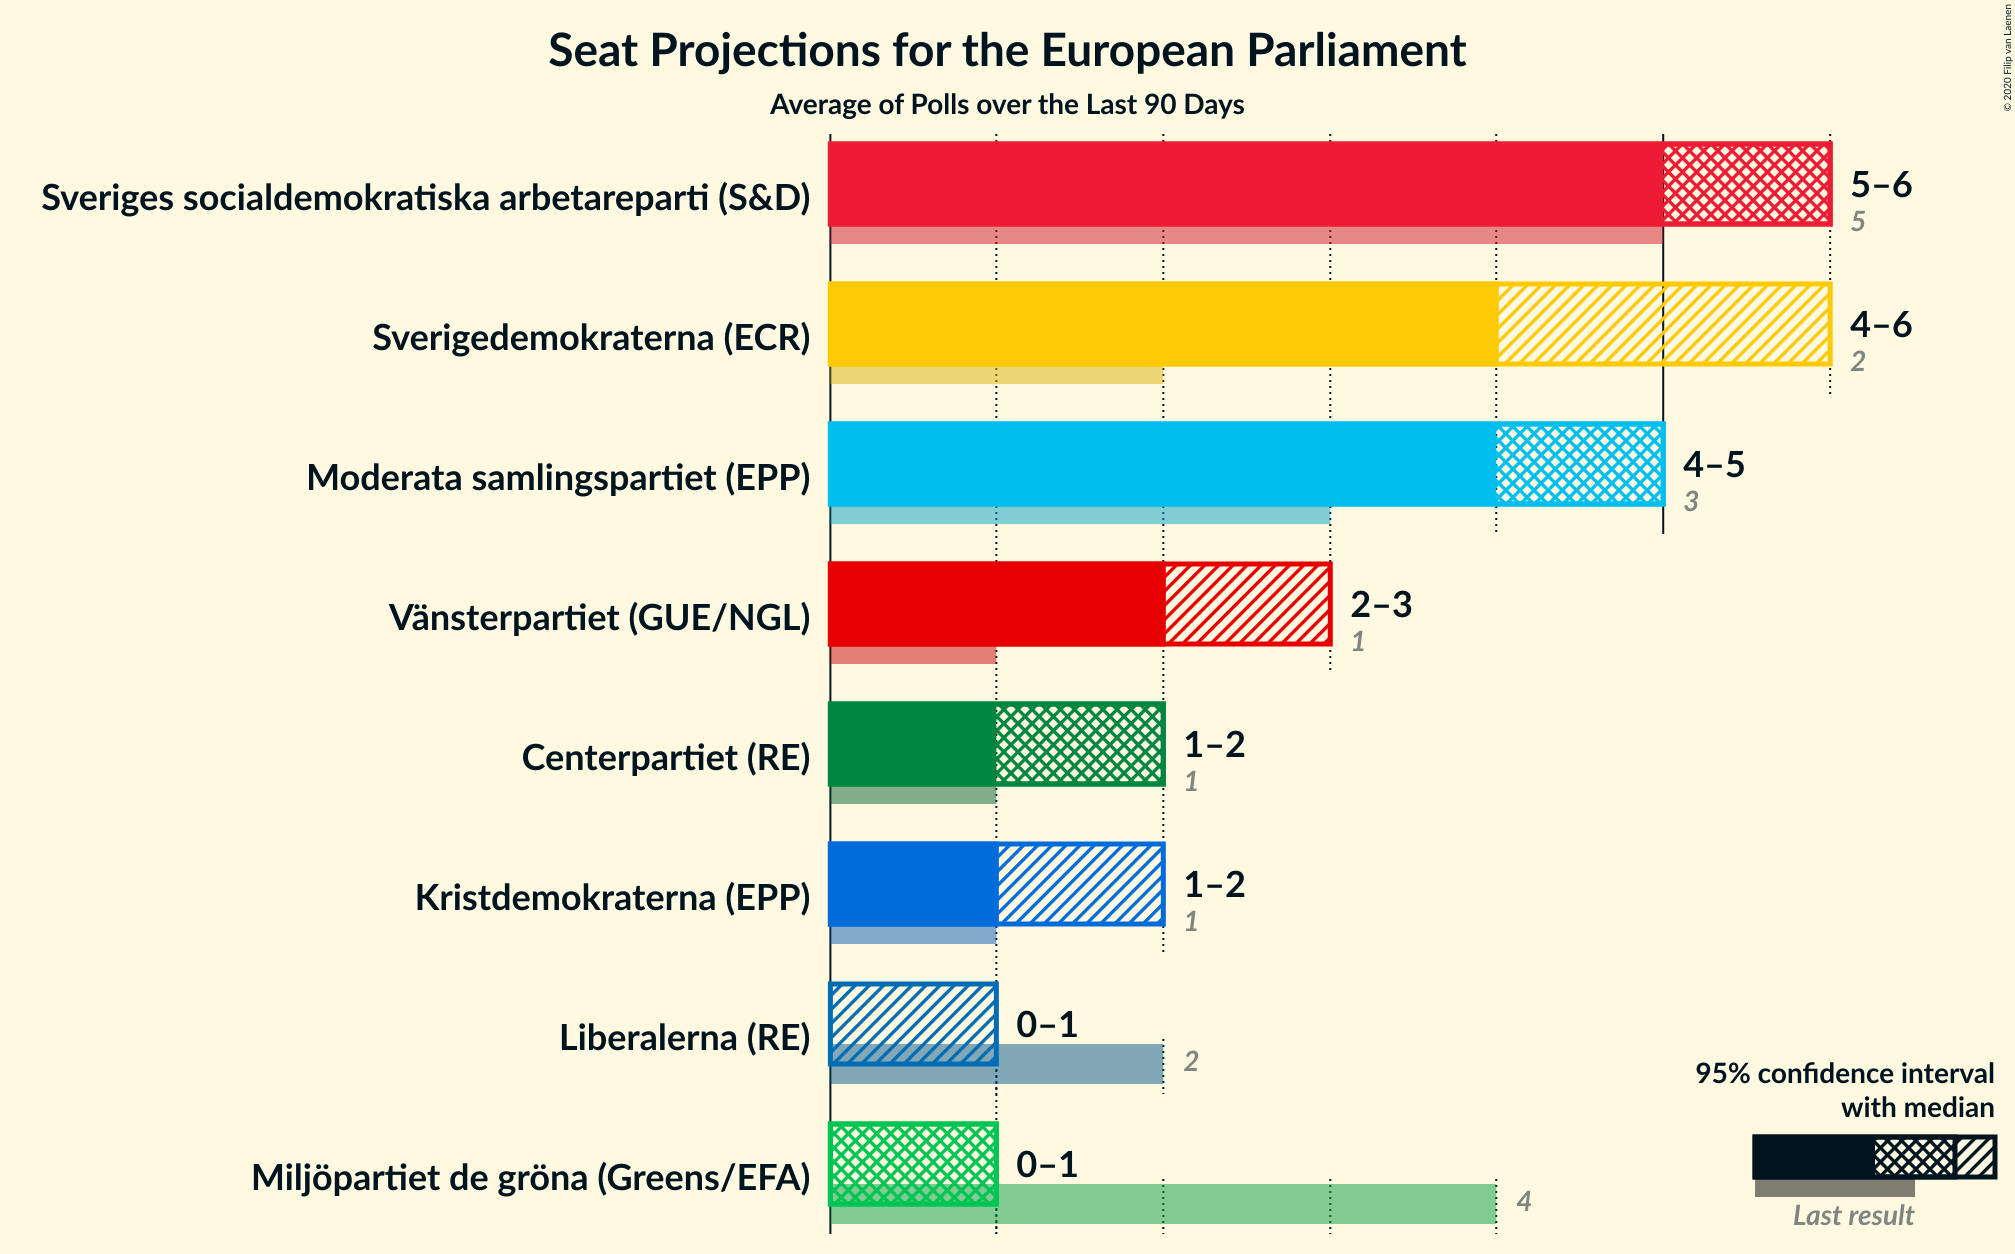 Seat Projections for the European Parliament
Average of Polls over the Last 90 Days
© 2020 Filip van Laenen
Sveriges socialdemokratiska arbetareparti (S&D)
5–6
5
Sverigedemokraterna (ECR)
4–6
2
Moderata samlingspartiet (EPP)
4–5
3
Vänsterpartiet (GUE/NGL)
2–3
1
Centerpartiet (RE)
1–2
1
Kristdemokraterna (EPP)
1–2
1
Liberalerna (RE)
0–1
2
Miljöpartiet de gröna (Greens/EFA)
0–1
4
95% confidence interval
with median
Last result